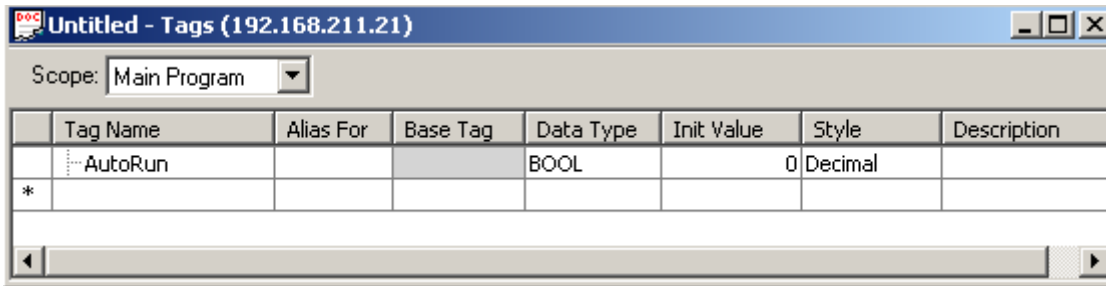 DOC Untitled - Tags (192.168.211.21)
Scope: Main Program
Tag Name Alias For Base Tag Data Type Init Value Style Description
AutoRun BOOL 0 Decimal
*